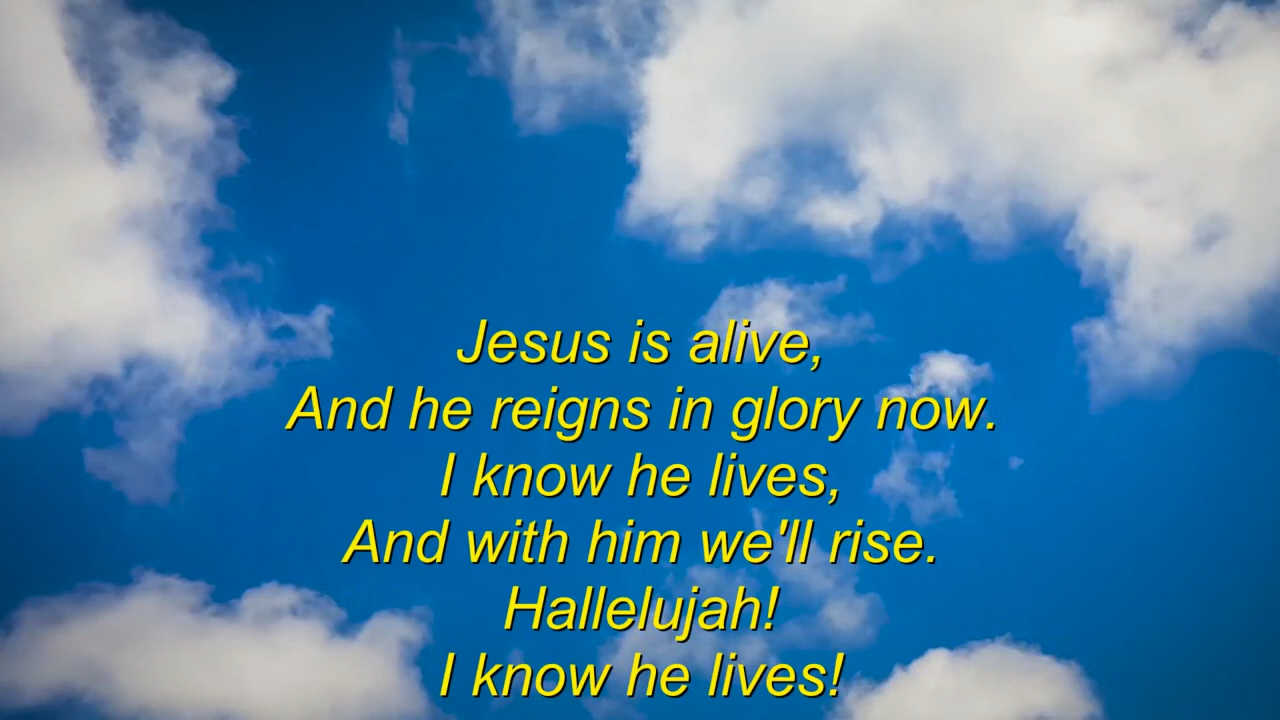 Jesus is alive,
And he reigns in glory now.
I know he lives,
And with him we'll rise.
Hallelujah!
I know he lives!